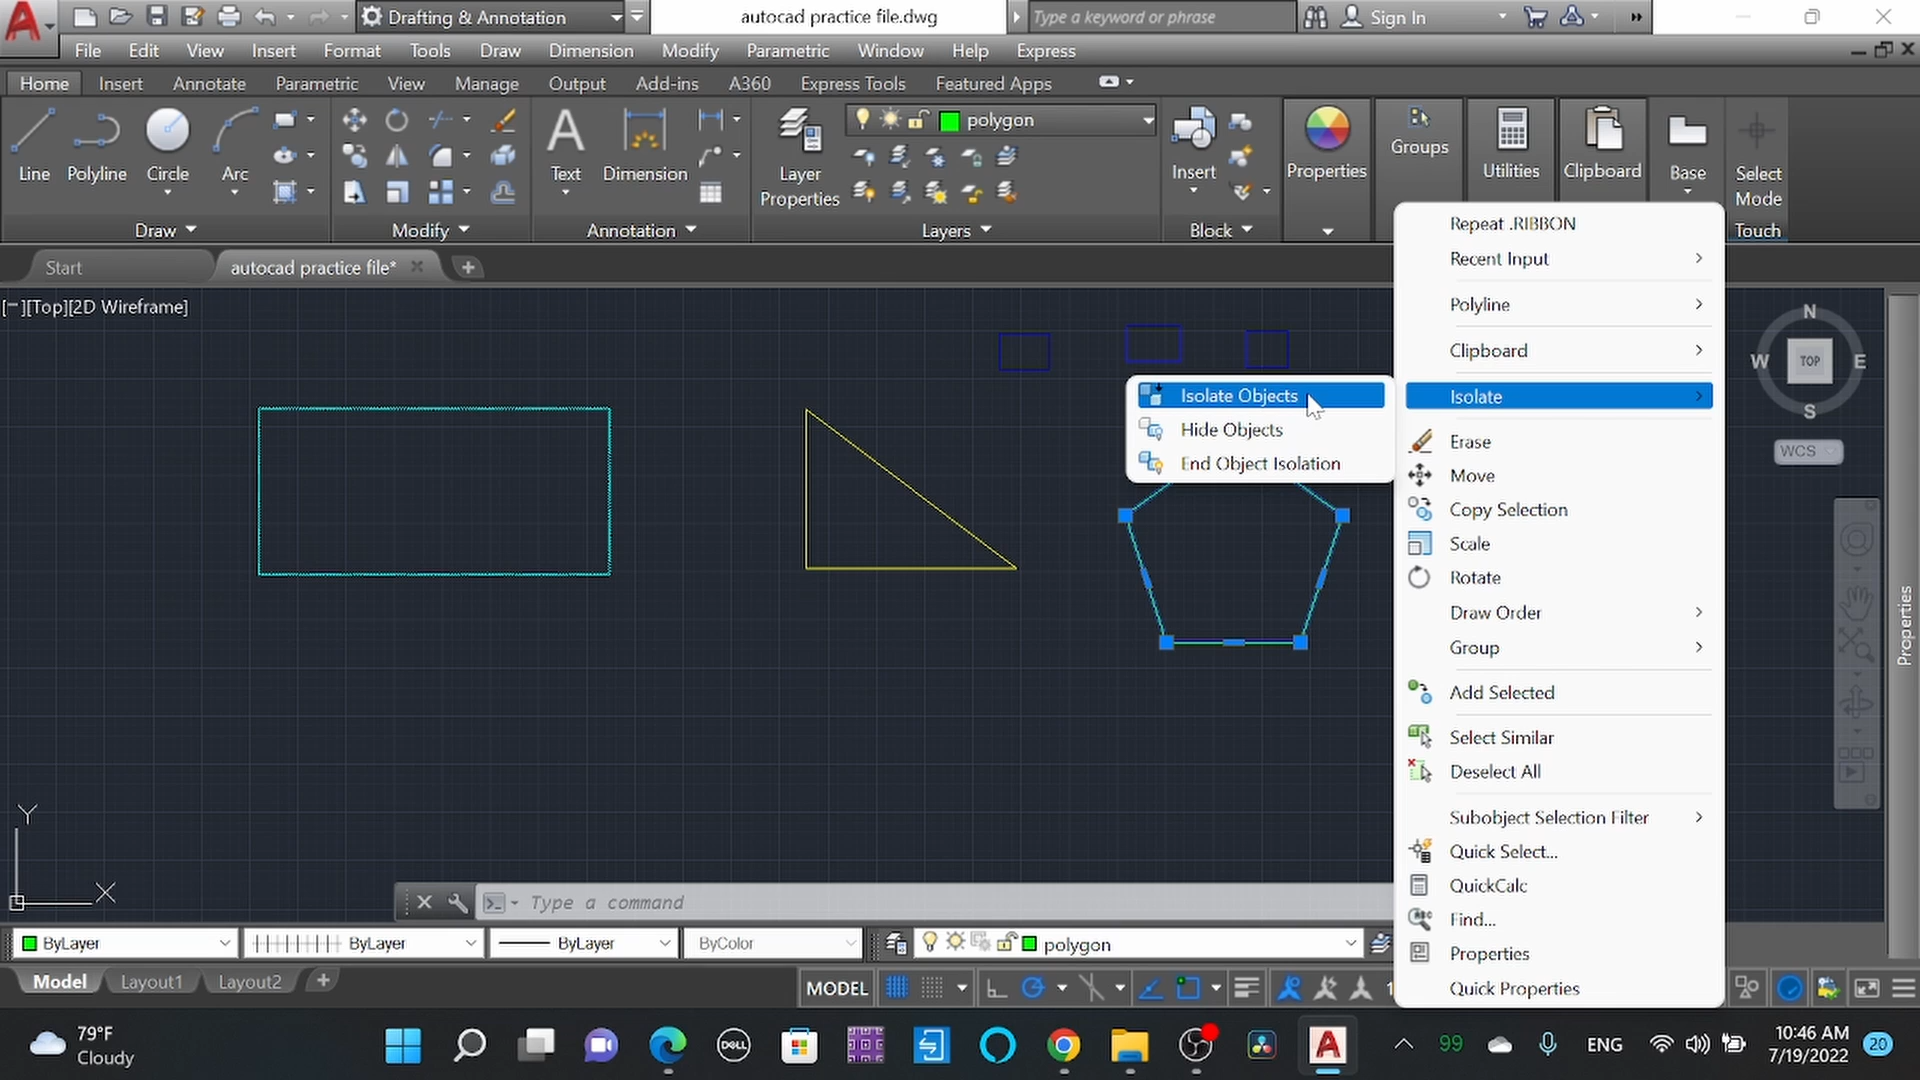 Drafting & Annotation
autocad practice file.dwg
Type a keyword or phrase
Sign In
File Edit View Insert Format Tools Draw Dimension Modify Parametric Window Help Express
Home Insert Annotate Parametric View Manage Output Add-ins A360 Express Tools Featured Apps
Line Polyline Circle Arc
Text Dimension
Layer Properties
polygon
Insert
Properties
Groups
Utilities
Clipboard
Base
Select Mode
Draw Modify Annotation Layers Block Touch
Start
autocad practice file*
[−][Top][2D Wireframe]
Repeat .RIBBON
Recent Input
Polyline
Clipboard
Isolate
Erase
Move
Copy Selection
Scale
Rotate
Draw Order
Group
Add Selected
Select Similar
Deselect All
Subobject Selection Filter
Quick Select...
QuickCalc
Find...
Properties
Quick Properties
Isolate Objects
Hide Objects
End Object Isolation
N
W TOP E
S
WCS
Properties
Y
X
Type a command
ByLayer ByLayer ByLayer ByColor polygon
Model Layout1 Layout2
MODEL
79°F
Cloudy
DELL
99
ENG
10:46 AM
7/19/2022
20